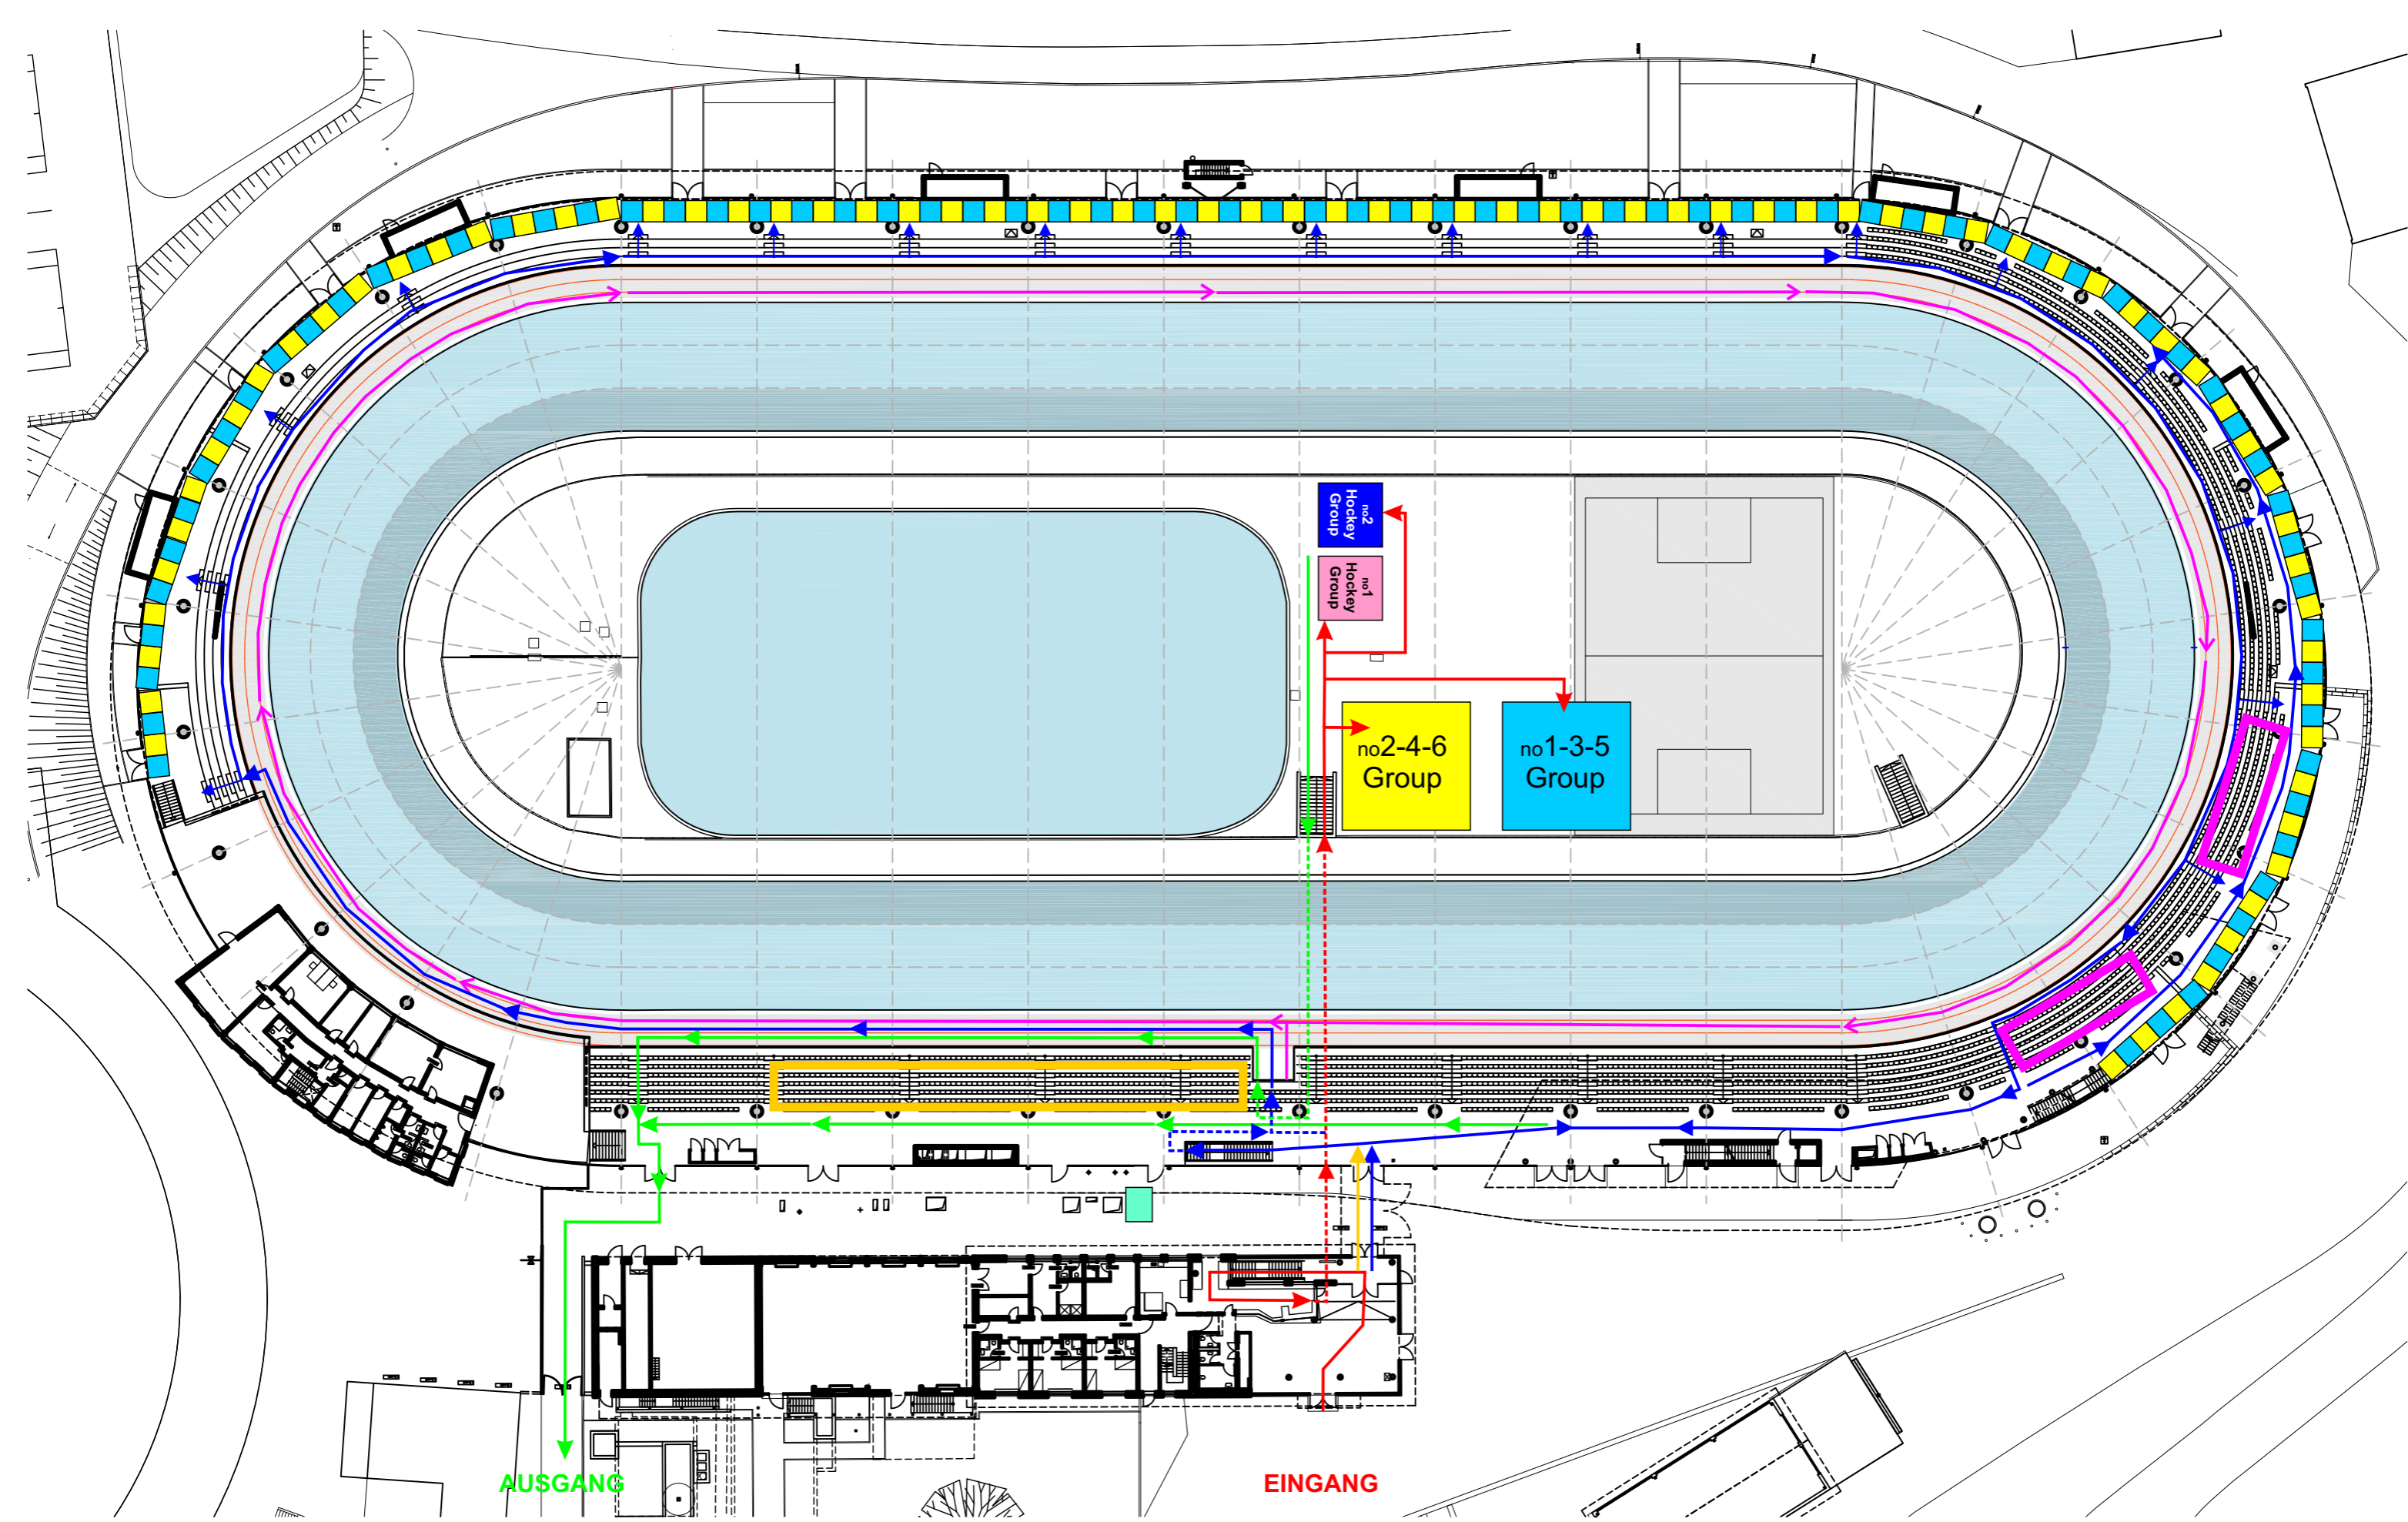 no2
Hockey
Group
no1
Hockey
Group
no2-4-6
Group
no1-3-5
Group
AUSGANG
EINGANG